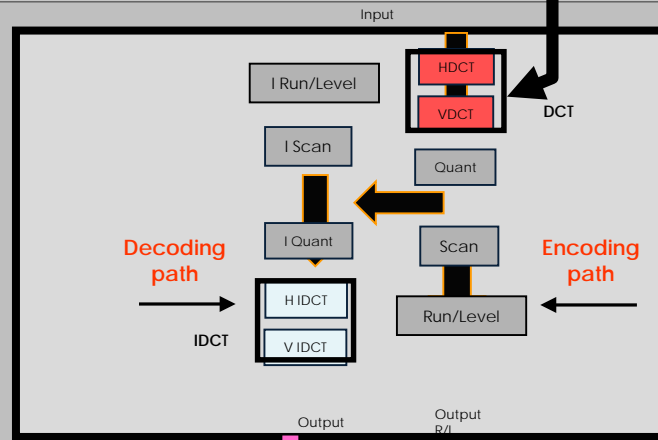 Input
HDCT
I Run/Level
VDCT
DCT
I Scan
Quant
I Quant
Scan
Decoding
path
Encoding
path
H IDCT
Run/Level
IDCT
V IDCT
Output
Output
R/L